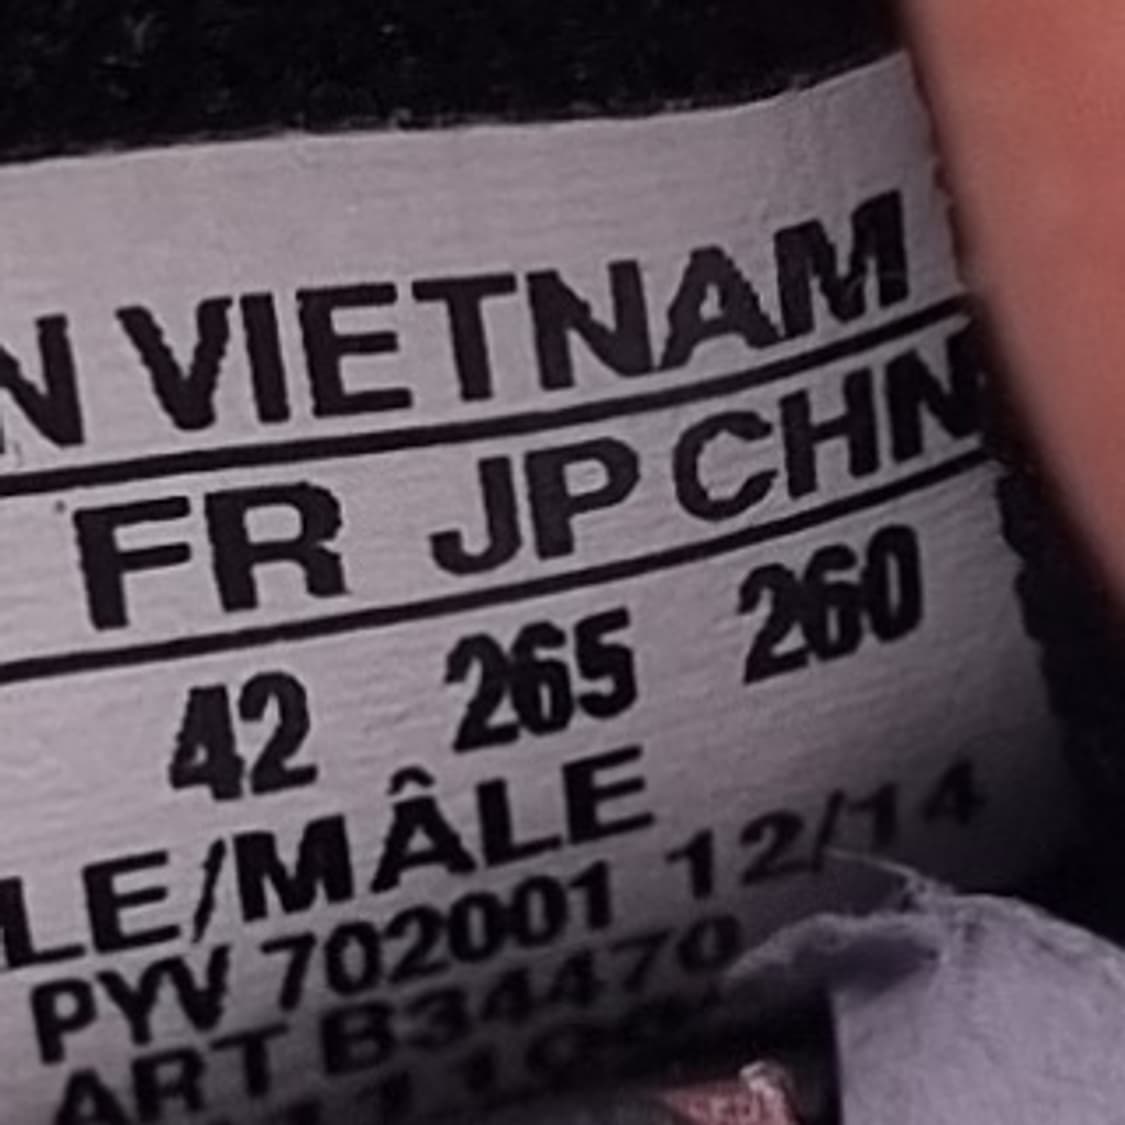 N VIETNAM
FR JP CHN
42 265 260
LE/MÂLE
PYV 702001 12/14
ART B34470